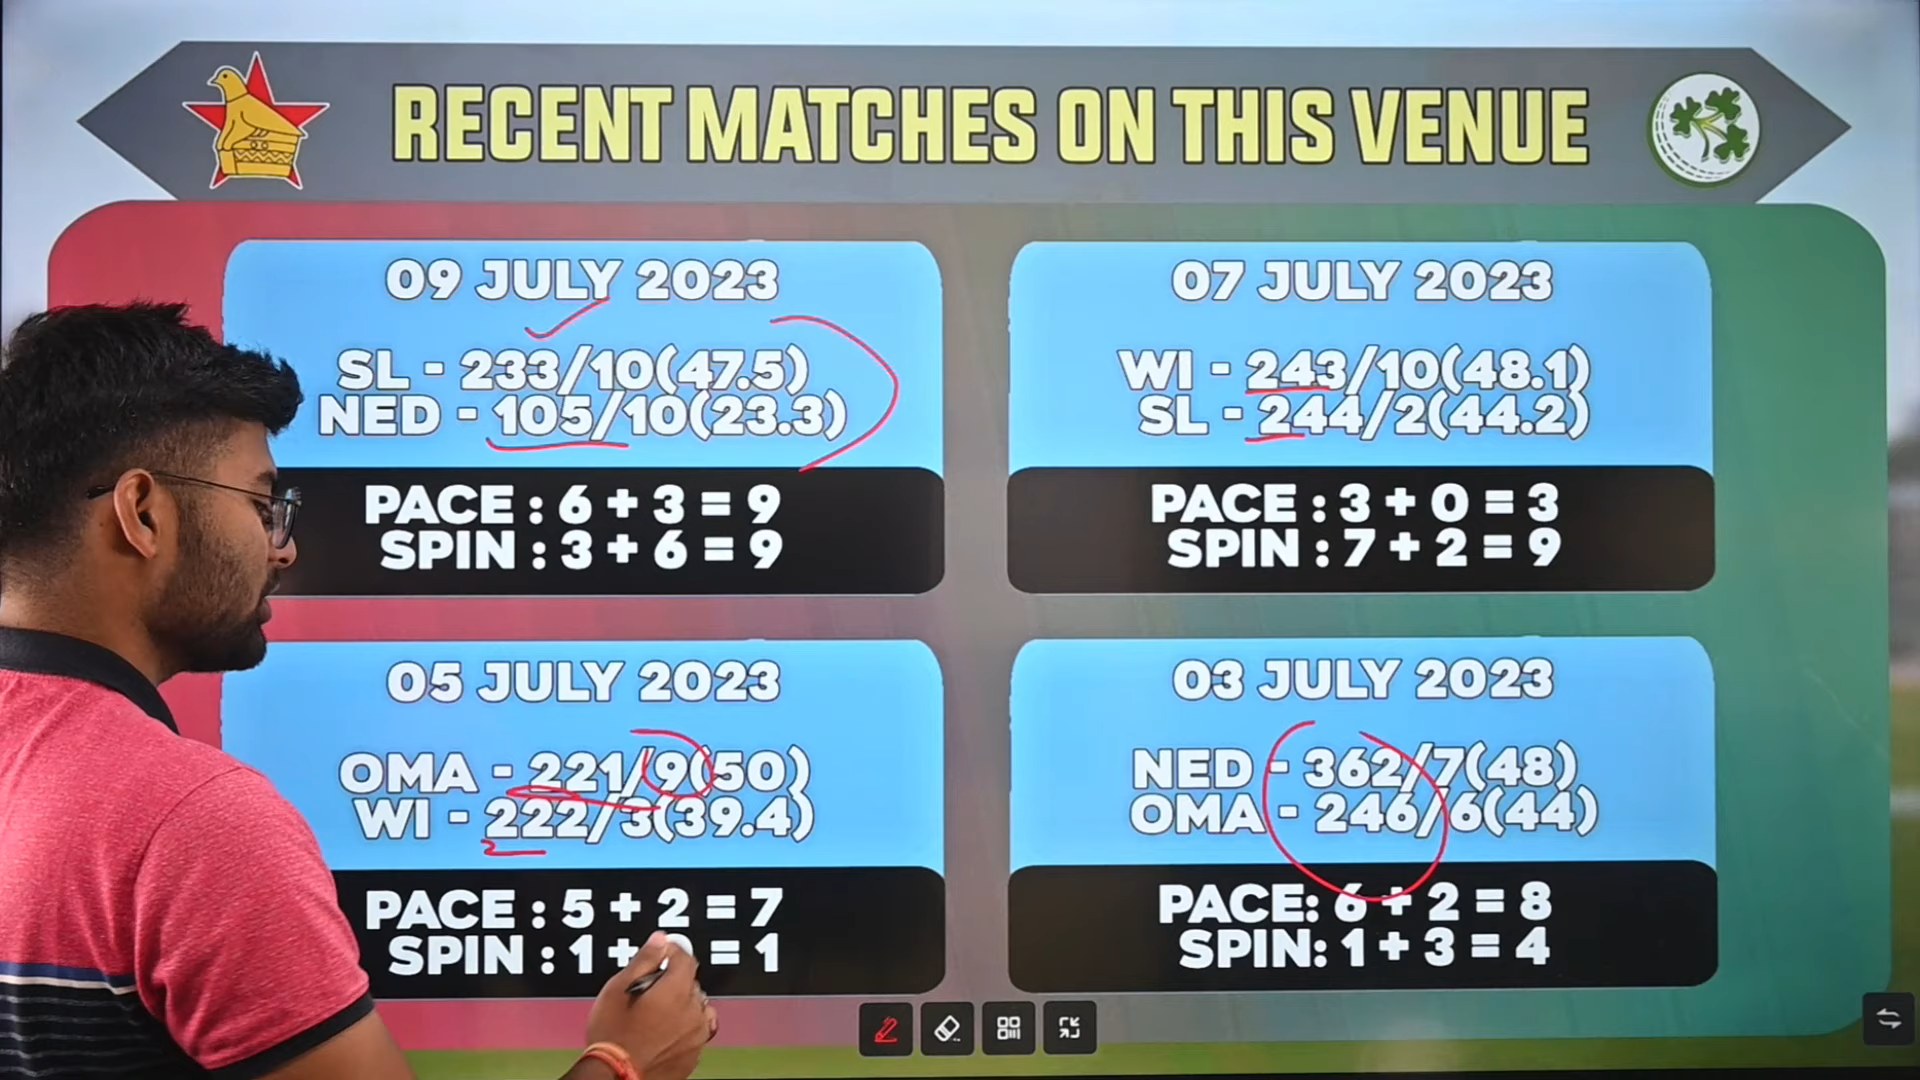 RECENT MATCHES ON THIS VENUE
09 JULY 2023
SL - 233/10(47.5)
NED - 105/10(23.3)
PACE : 6 + 3 = 9
SPIN : 3 + 6 = 9
07 JULY 2023
WI - 243/10(48.1)
SL - 244/2(44.2)
PACE : 3 + 0 = 3
SPIN : 7 + 2 = 9
05 JULY 2023
OMA - 221/9(50)
WI - 222/3(39.4)
PACE : 5 + 2 = 7
SPIN : 1 + = 1
03 JULY 2023
NED - 362/7(48)
OMA - 246/6(44)
PACE: 6 + 2 = 8
SPIN: 1 + 3 = 4